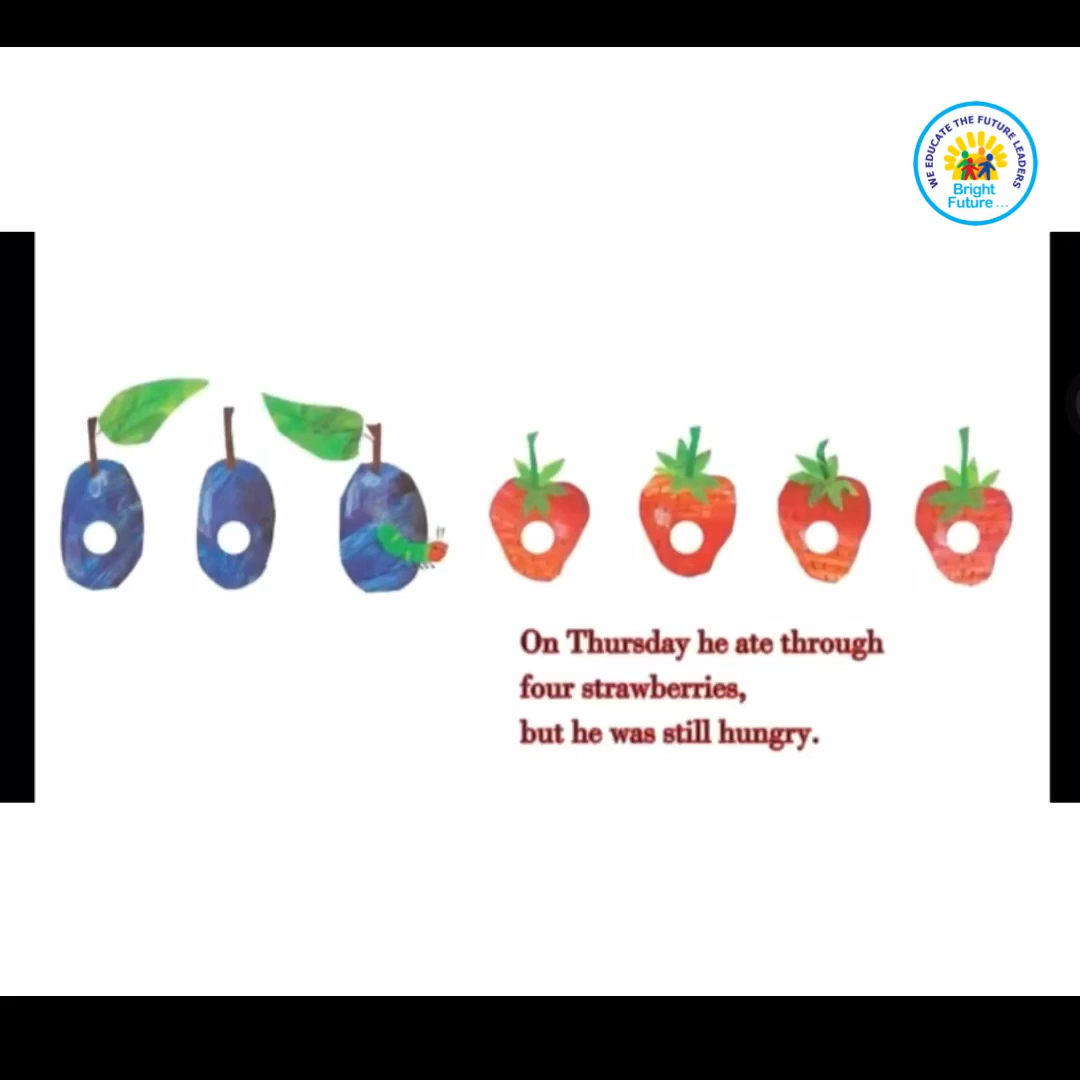 WE EDUCATE THE FUTURE LEADERS
Bright
Future...
On Thursday he ate through
four strawberries,
but he was still hungry.